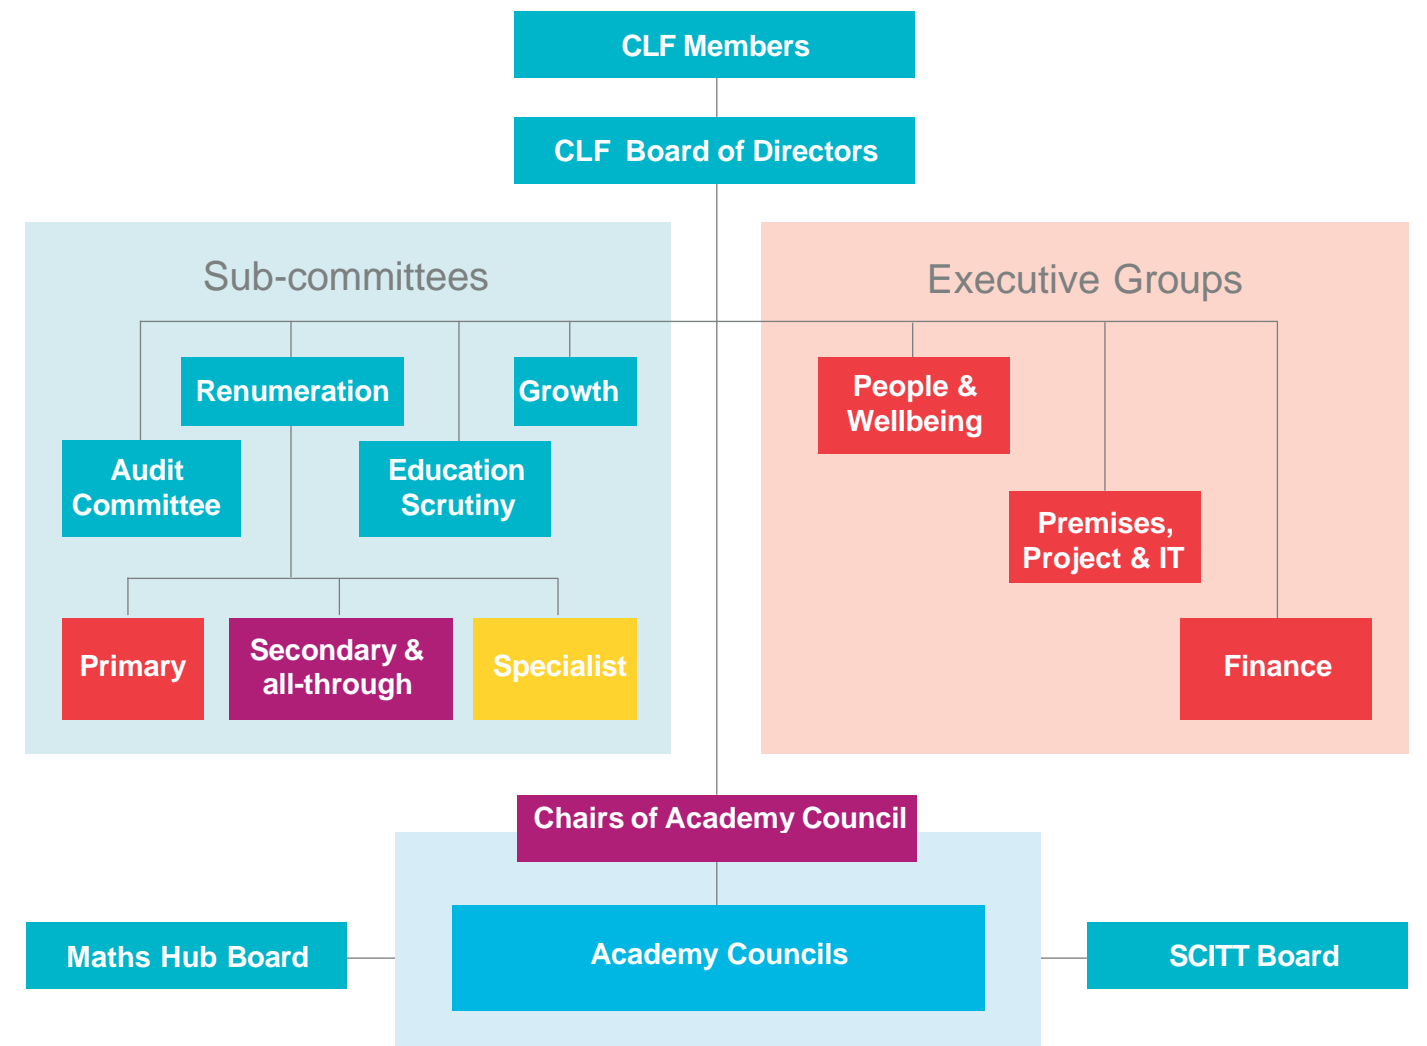 CLF Members
CLF Board of Directors
Sub-committees
Executive Groups
Renumeration
Growth
People &
Wellbeing
Audit
Committee
Education
Scrutiny
Premises,
Project & IT
Primary
Secondary &
all-through
Specialist
Finance
Chairs of Academy Council
Maths Hub Board
Academy Councils
SCITT Board